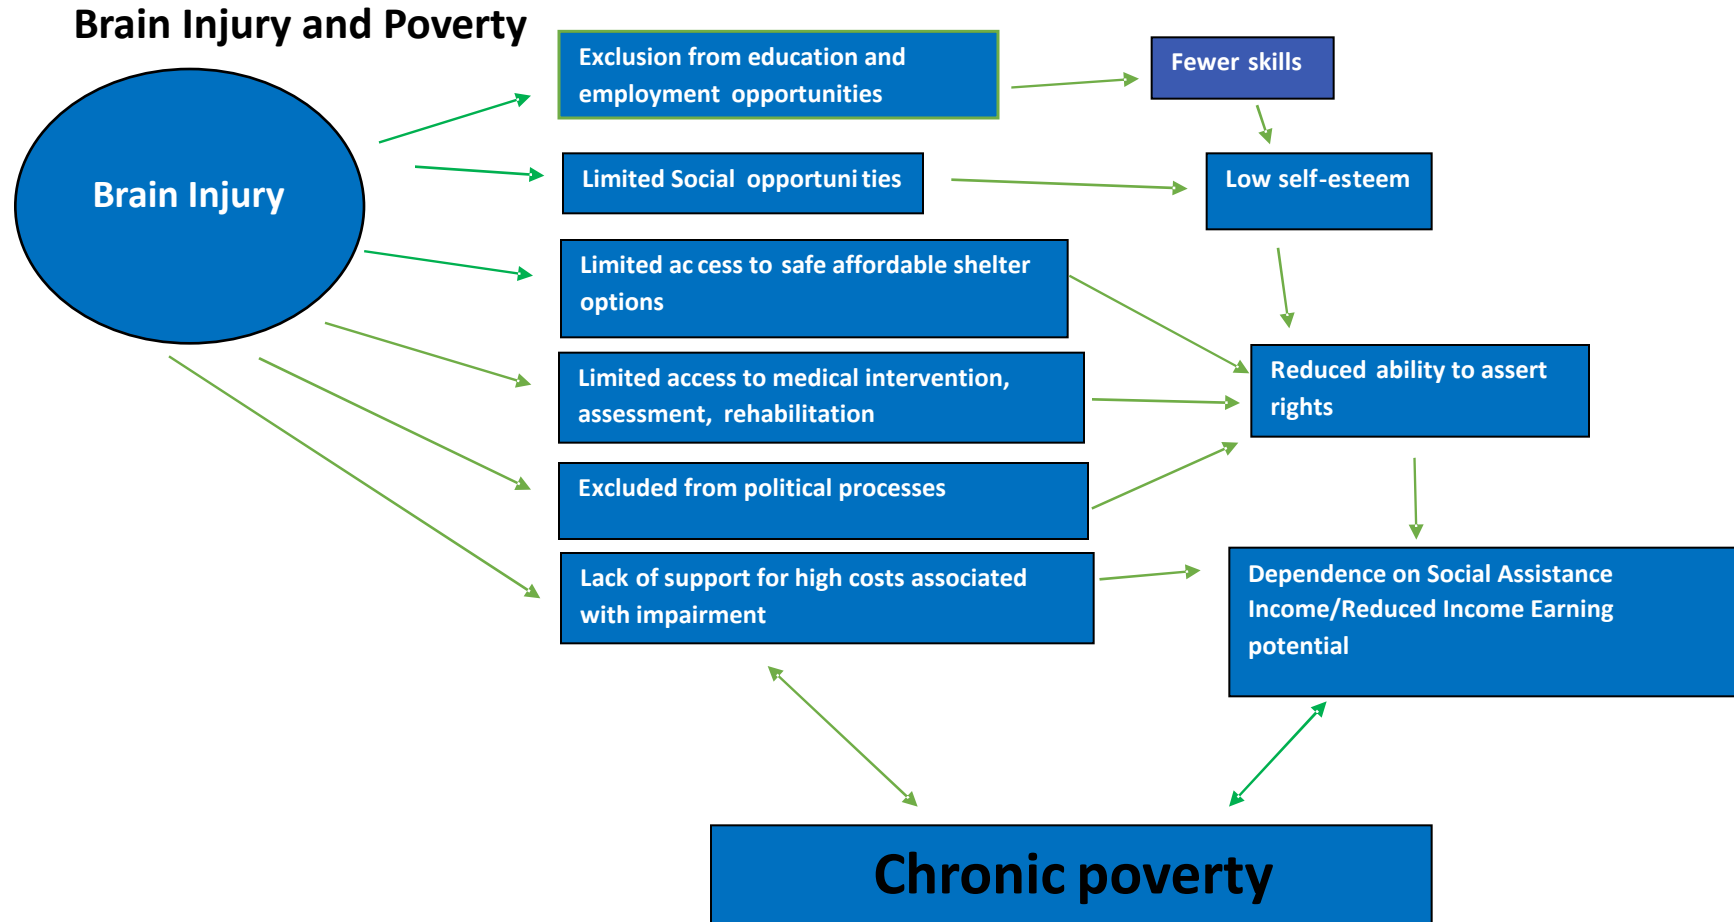 Brain Injury and Poverty
Exclusion from education and
employment opportunities
Fewer skills
Brain Injury
Limited Social opportunities
Low self-esteem
Limited ac cess to safe affordable shelter
options
Limited access to medical intervention,
assessment, rehabilitation
Reduced ability to assert
rights
Excluded from political processes
Lack of support for high costs associated
with impairment
Dependence on Social Assistance
Income/Reduced Income Earning
potential
Chronic poverty